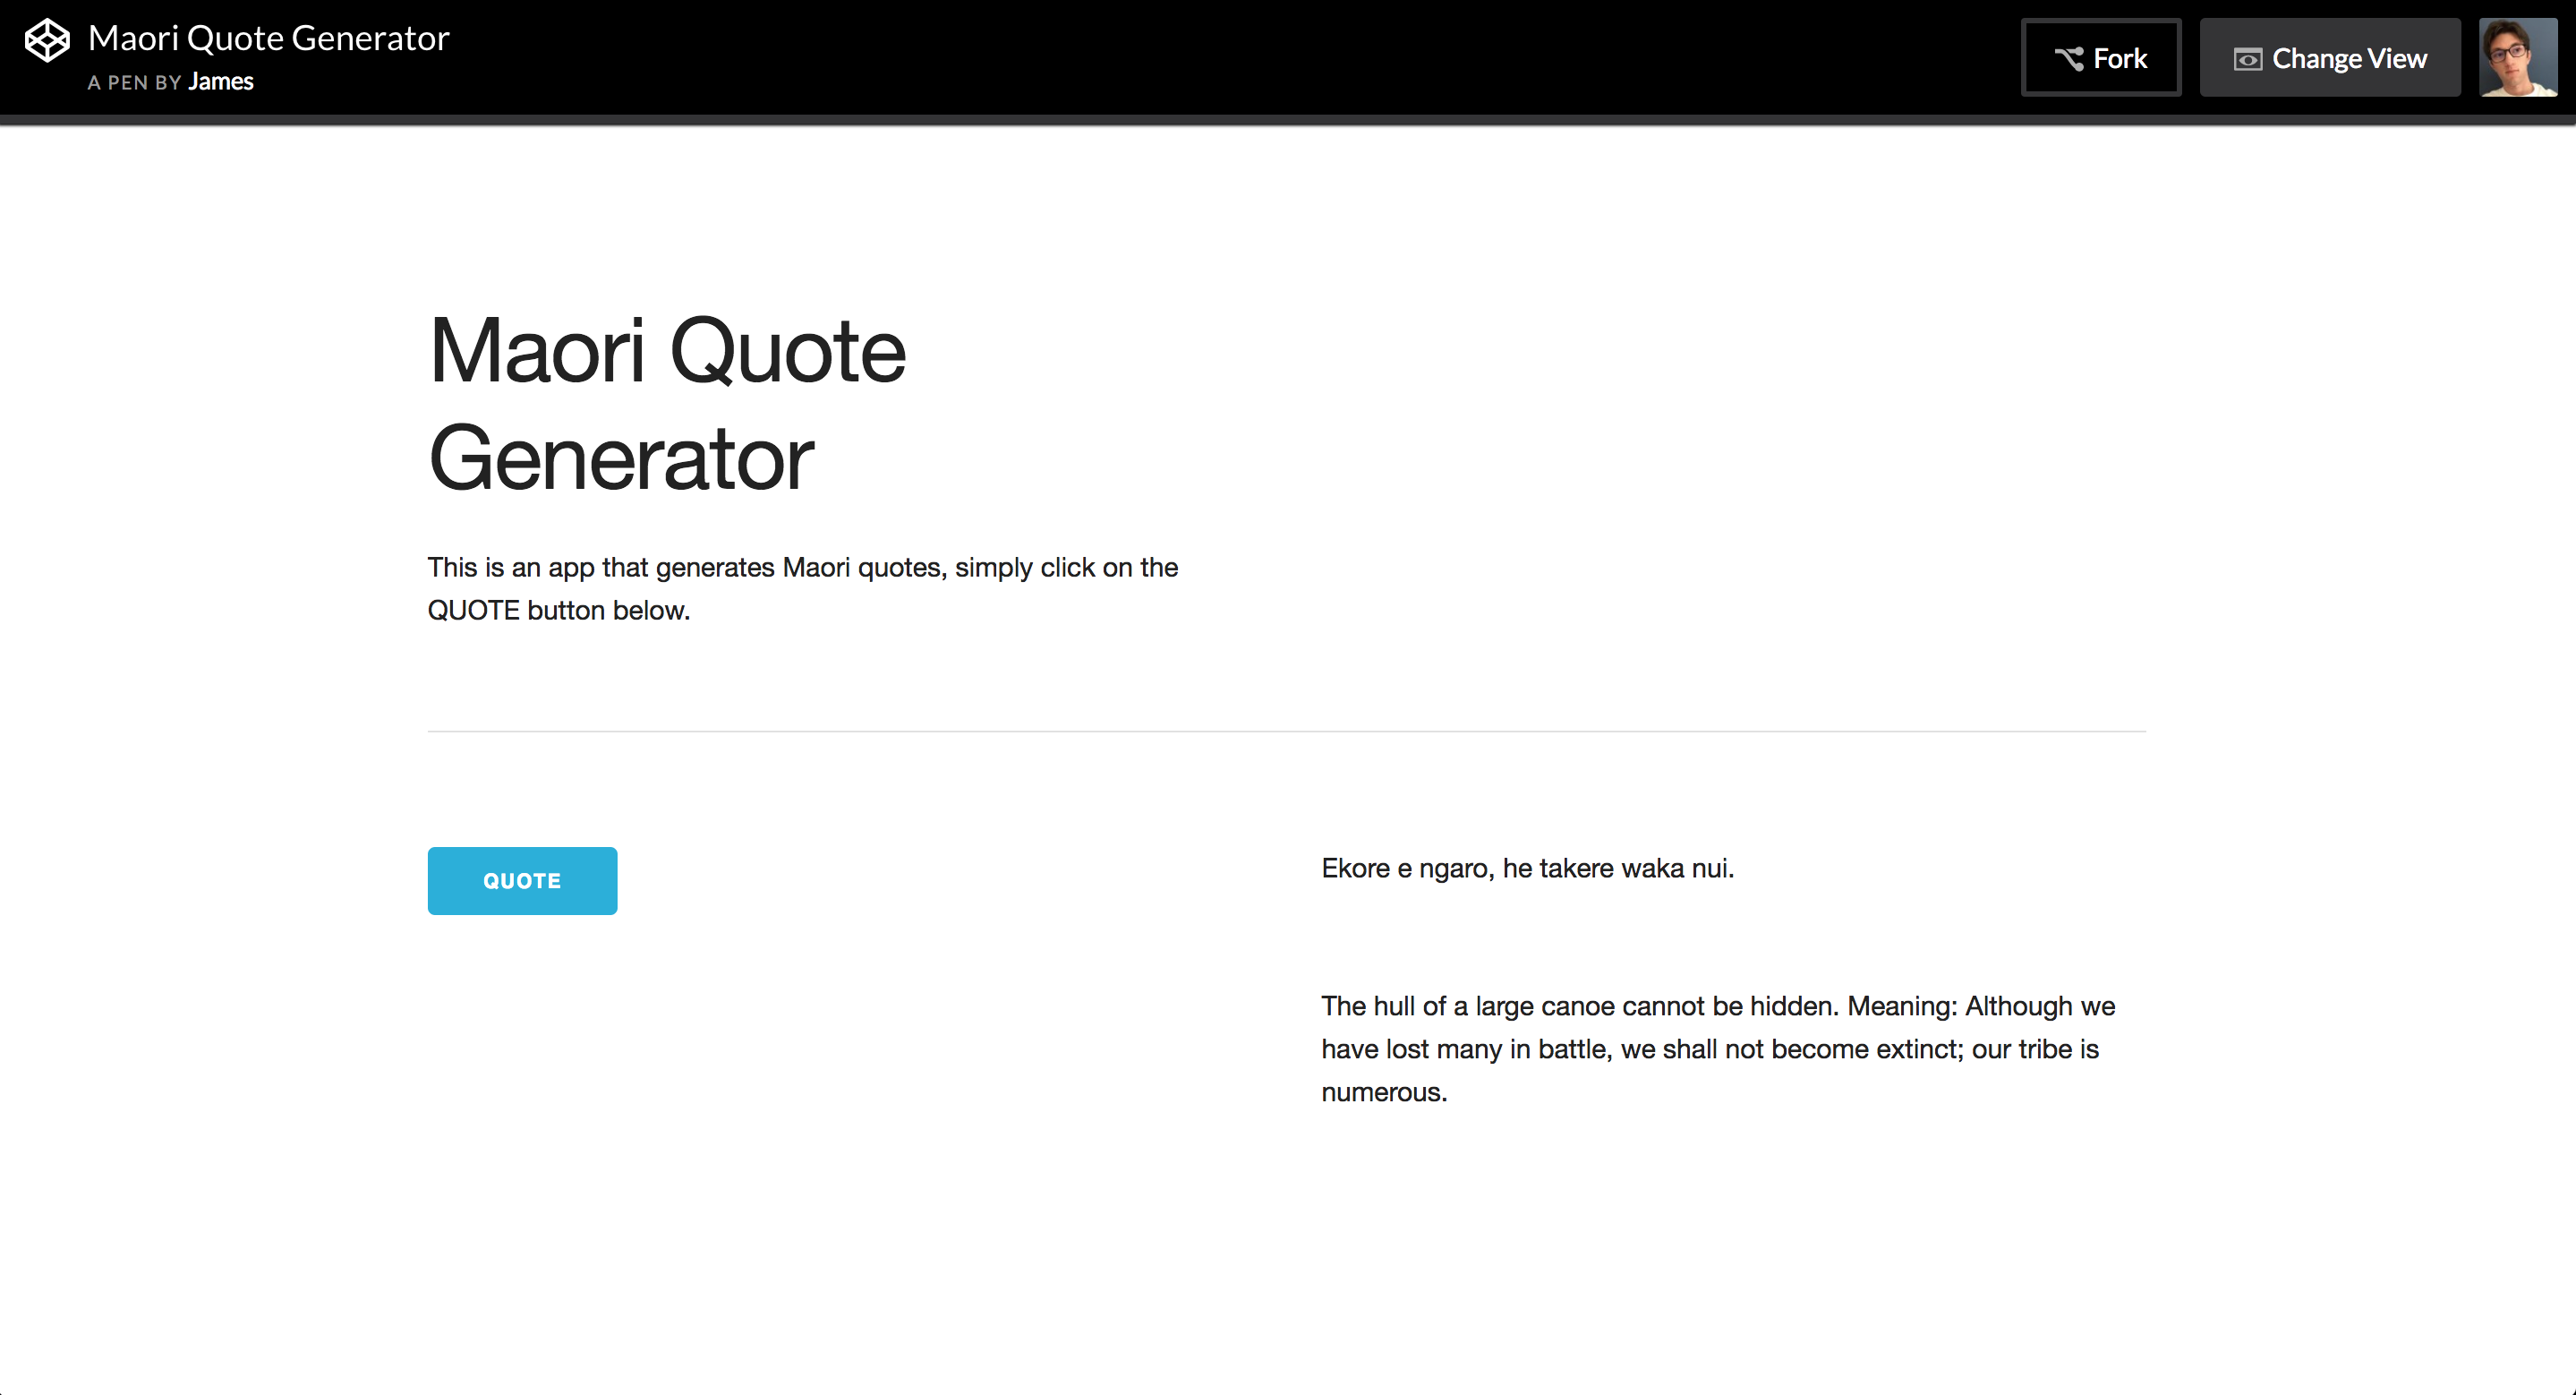 Maori Quote Generator
A PEN BY James
Fork
Change View
Maori Quote
Generator
This is an app that generates Maori quotes, simply click on the
QUOTE button below.
QUOTE
Ekore e ngaro, he takere waka nui.
The hull of a large canoe cannot be hidden. Meaning: Although we
have lost many in battle, we shall not become extinct; our tribe is
numerous.